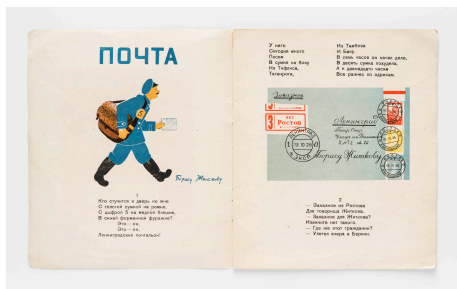 ПОЧТА
Борису Житкову
1
Кто стучится в дверь ко мне
С толстой сумкой на ремне,
С цифрой 5 на медной бляшке,
В синей форменной фуражке?
Это — он,
Это — он,
Ленинградский почтальон!
У него
Сегодня много
Писем
В сумке на боку
Из Тифлиса,
Таганрога,
Из Тамбова
И Баку
В семь часов он начал дело,
В десять сумка похудела,
А к двенадцати часам
Все разнес по адресам.
Заказное
З
Ростов
Ленинград
Борису Житкову
2
— Заказное из Ростова
Для товарища Житкова.
— Заказное для Житкова?
Извините нет такого.
— Где же этот гражданин?
— Улетел вчера в Берлин.